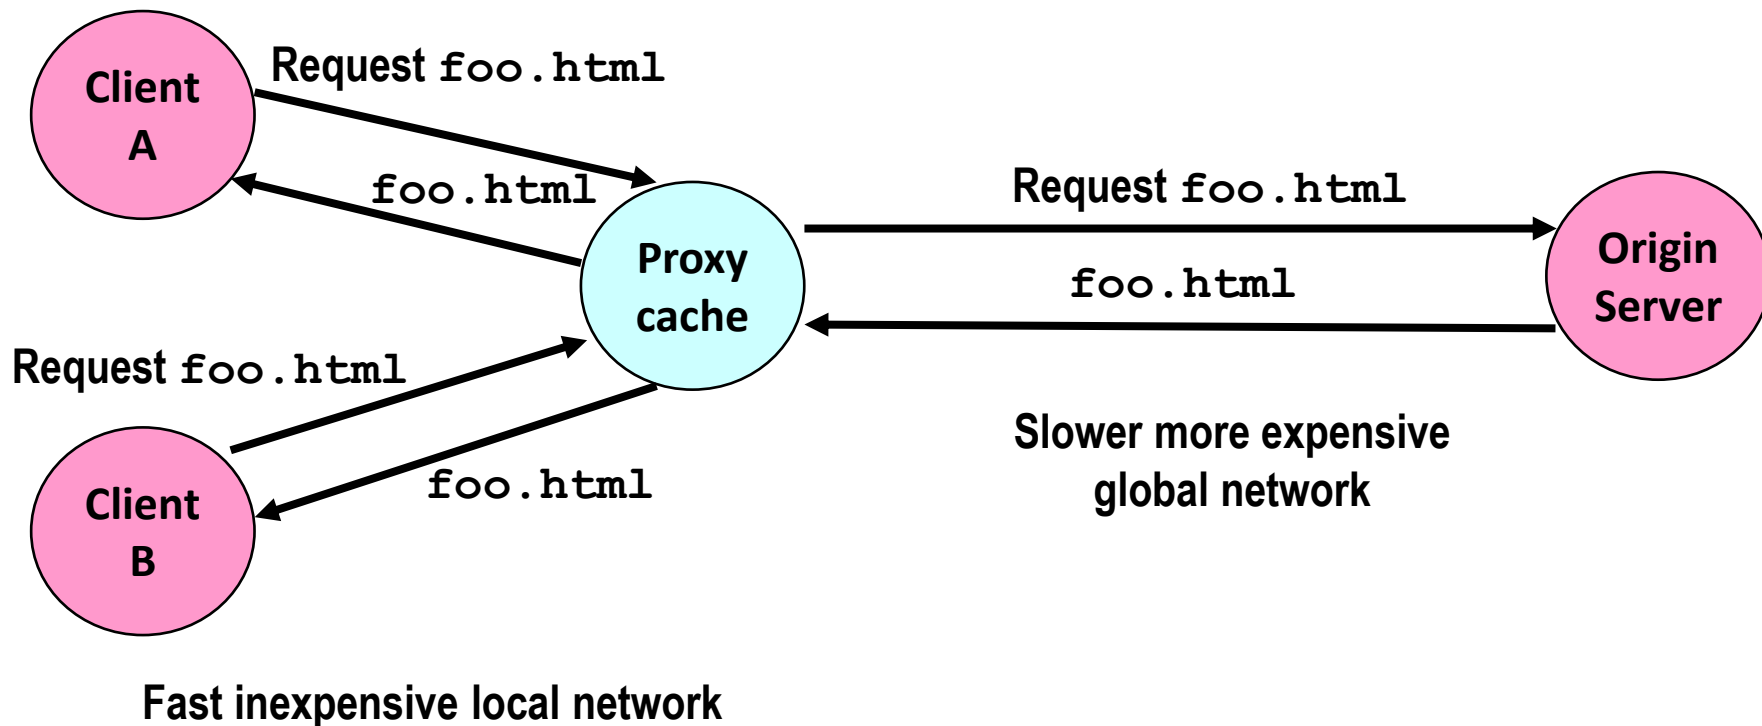 Client
A
Request foo.html
foo.html
Request foo.html
foo.html
Proxy
cache
Origin
Server
Request foo.html
foo.html
Client
B
Slower more expensive
global network
Fast inexpensive local network